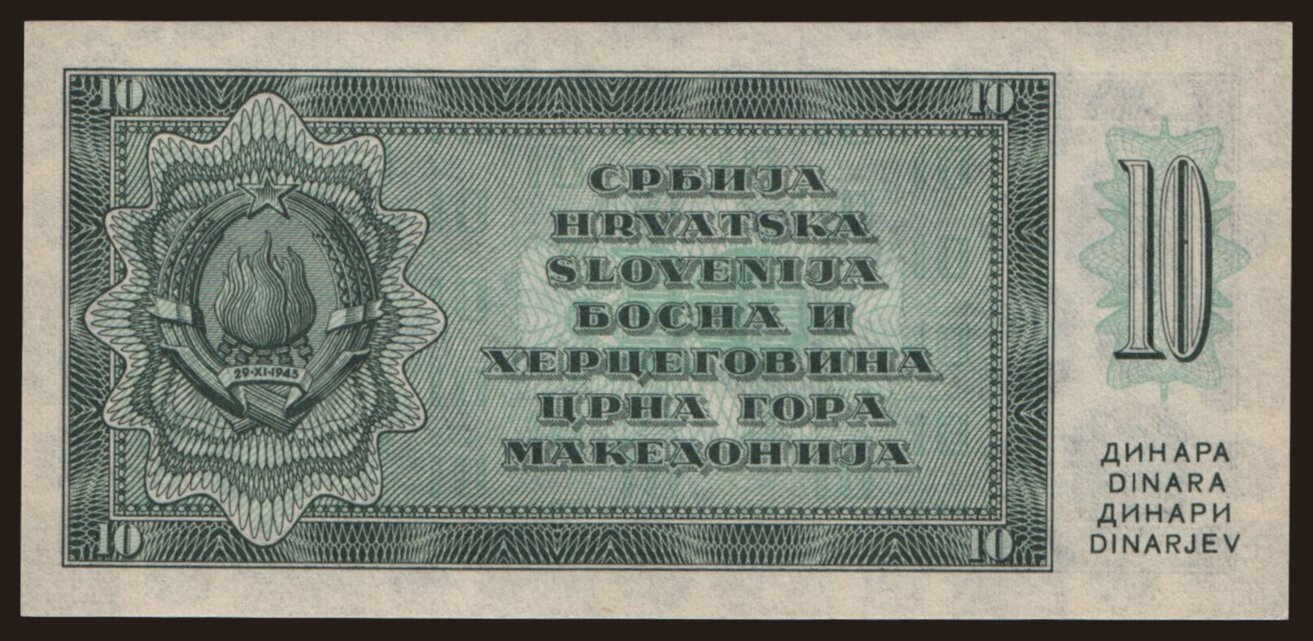 10 10
СРБИЈА
HRVATSKA
SLOVENIJA
БОСНА И
ХЕРЦЕГОВИНА
ЦРНА ГОРА
МАКЕДОНИЈА
29·XI·1943
10 10
10
ДИНАРА
DINARA
ДИНАРИ
DINARJEV